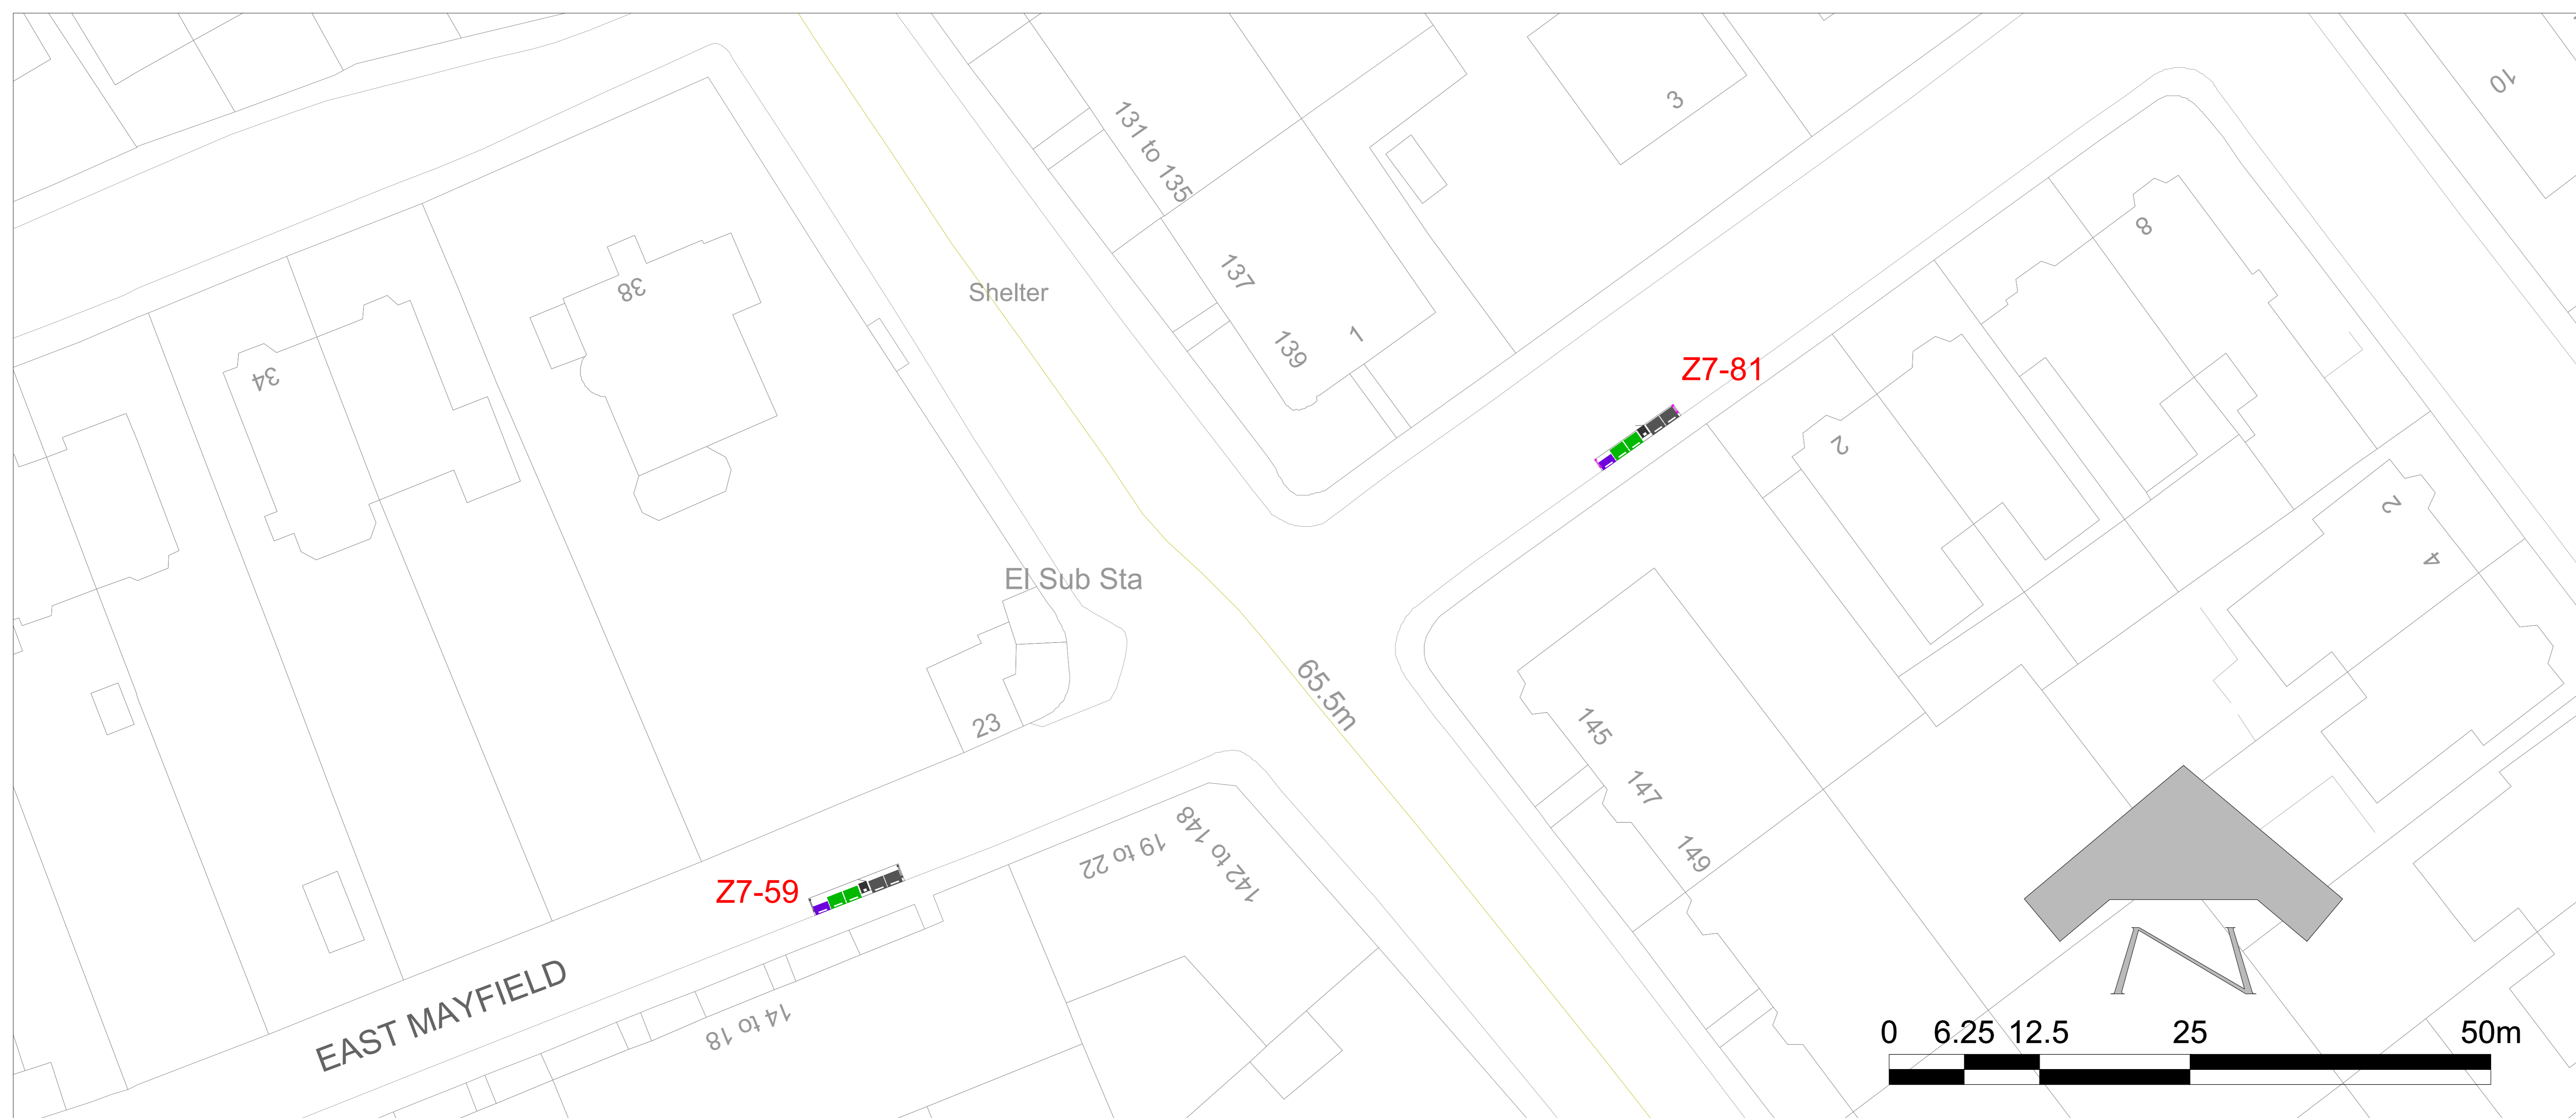 10
3
131 to 135
8
137
Shelter
38
1
139
34
Z7-81
2
2
4
El Sub Sta
65.5m
23
145
147
149
19 to 22
142 to 148
Z7-59
EAST MAYFIELD
14 to 18
N
0 6.25 12.5 25 50m